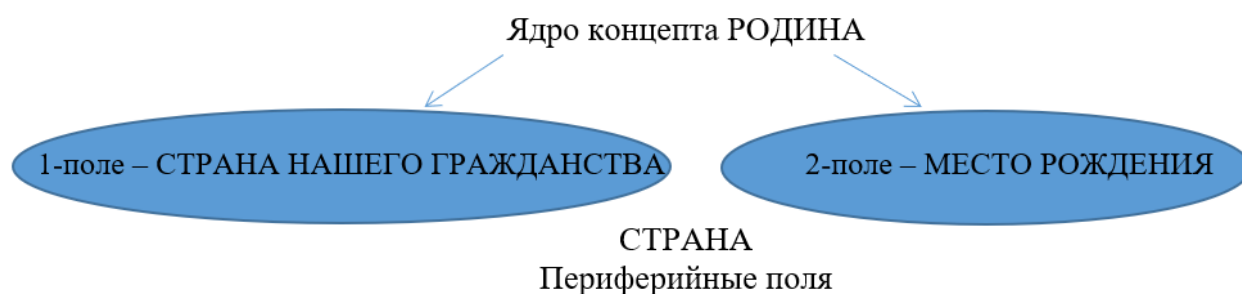 Ядро концепта РОДИНА
1-поле – СТРАНА НАШЕГО ГРАЖДАНСТВА
2-поле – МЕСТО РОЖДЕНИЯ
СТРАНА
Периферийные поля